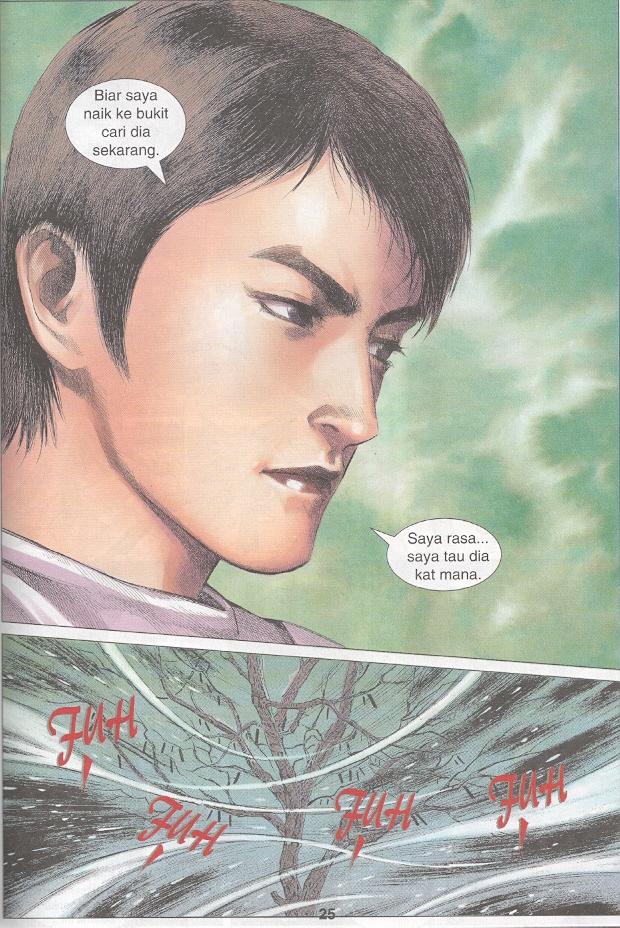 Biar saya
naik ke bukit
cari dia
sekarang.
Saya rasa...
saya tau dia
kat mana.
FUH
FUH
FUH
FUH
25